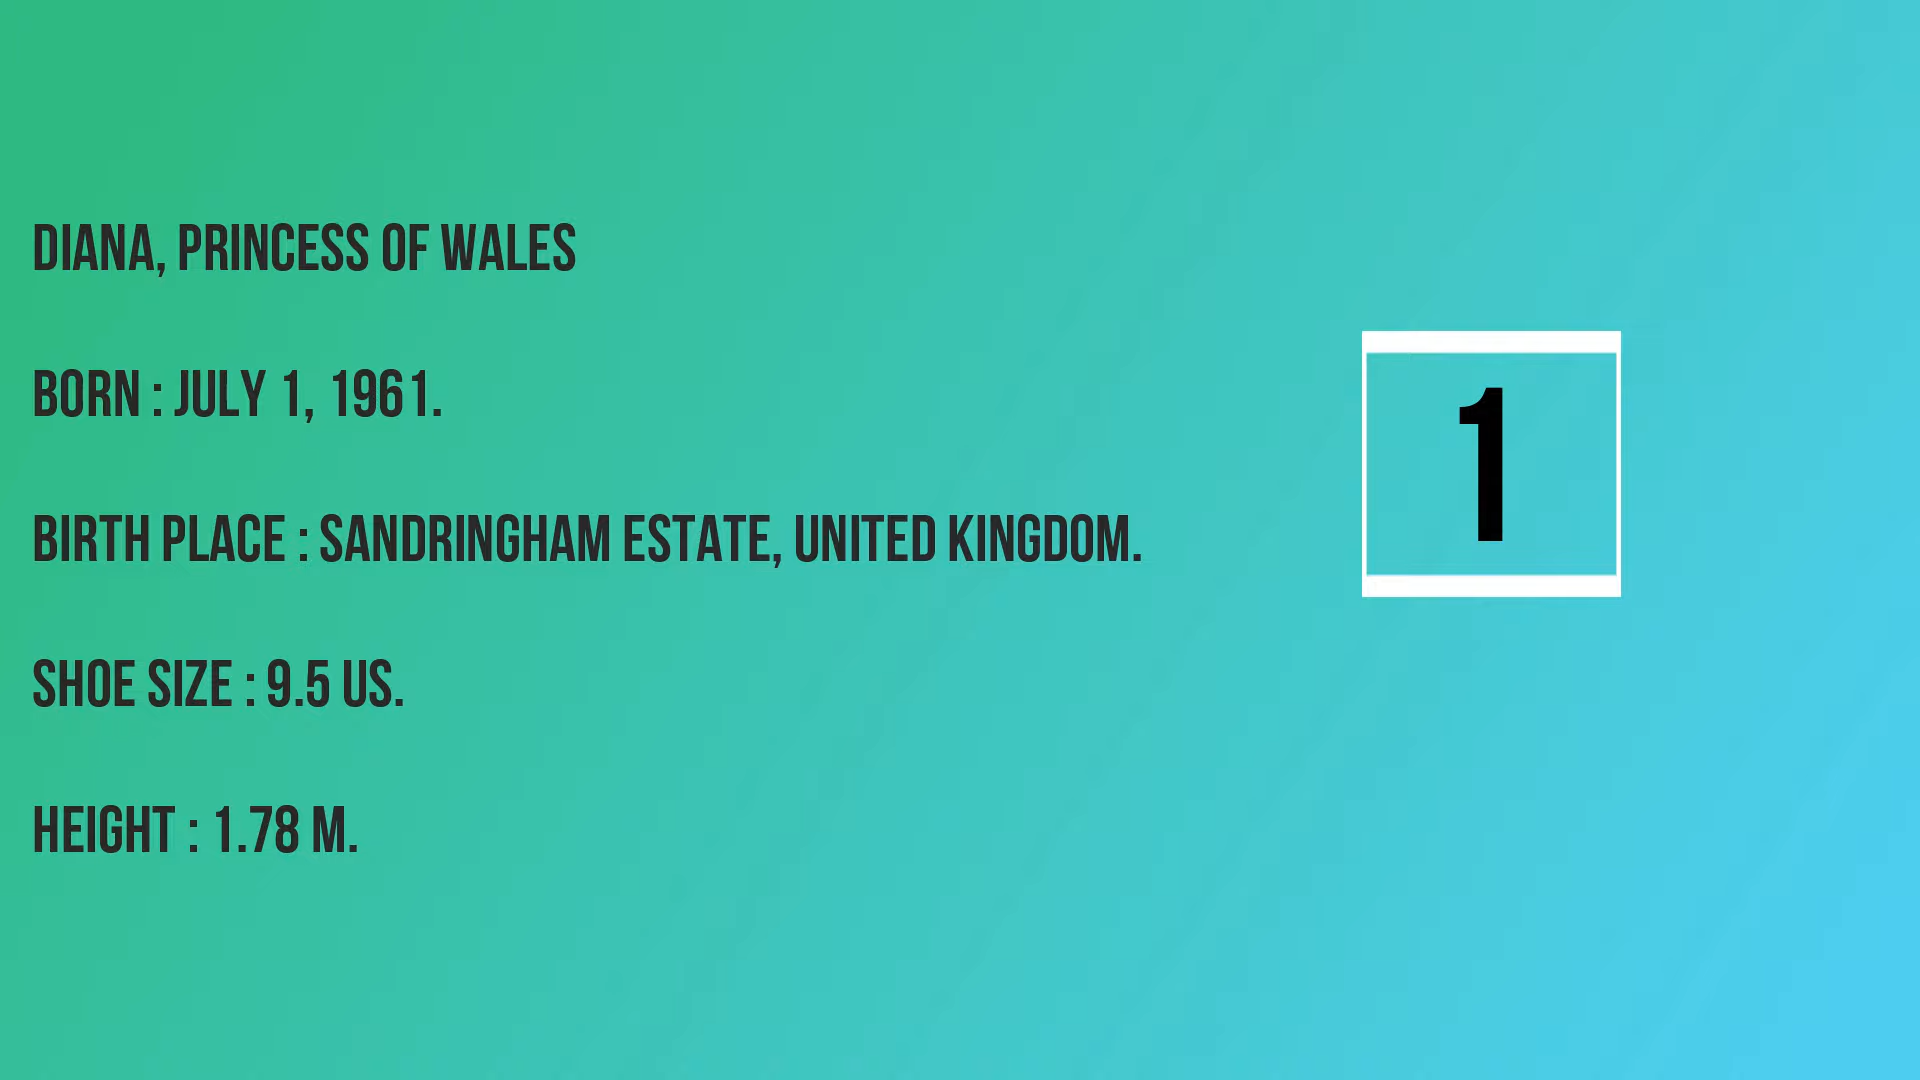 DIANA, PRINCESS OF WALES
BORN : JULY 1, 1961.
1
BIRTH PLACE : SANDRINGHAM ESTATE, UNITED KINGDOM.
SHOE SIZE : 9.5 US.
HEIGHT : 1.78 M.